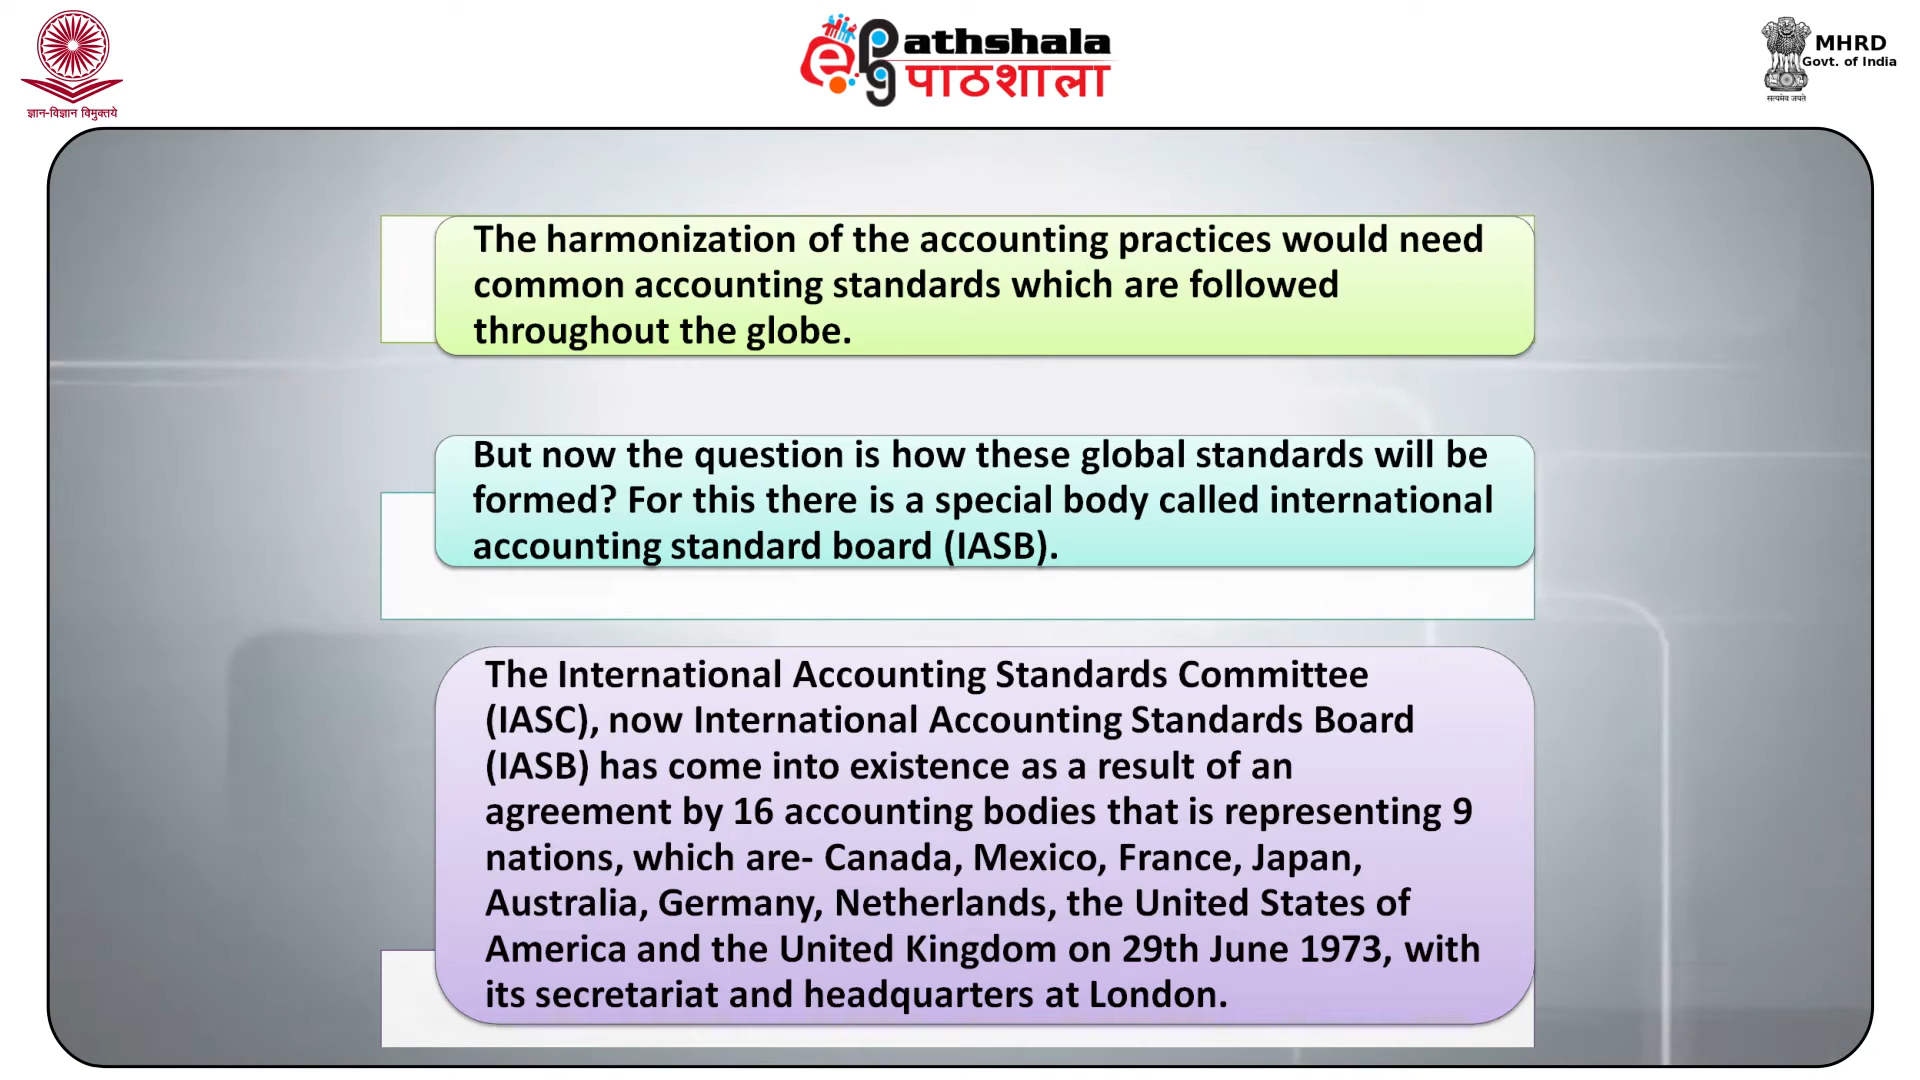 ज्ञान-विज्ञान विमुक्तये
e pg athshala
पाठशाला
MHRD
Govt. of India
सत्यमेव जयते
The harmonization of the accounting practices would need
common accounting standards which are followed
throughout the globe.
But now the question is how these global standards will be
formed? For this there is a special body called international
accounting standard board (IASB).
The International Accounting Standards Committee
(IASC), now International Accounting Standards Board
(IASB) has come into existence as a result of an
agreement by 16 accounting bodies that is representing 9
nations, which are- Canada, Mexico, France, Japan,
Australia, Germany, Netherlands, the United States of
America and the United Kingdom on 29th June 1973, with
its secretariat and headquarters at London.